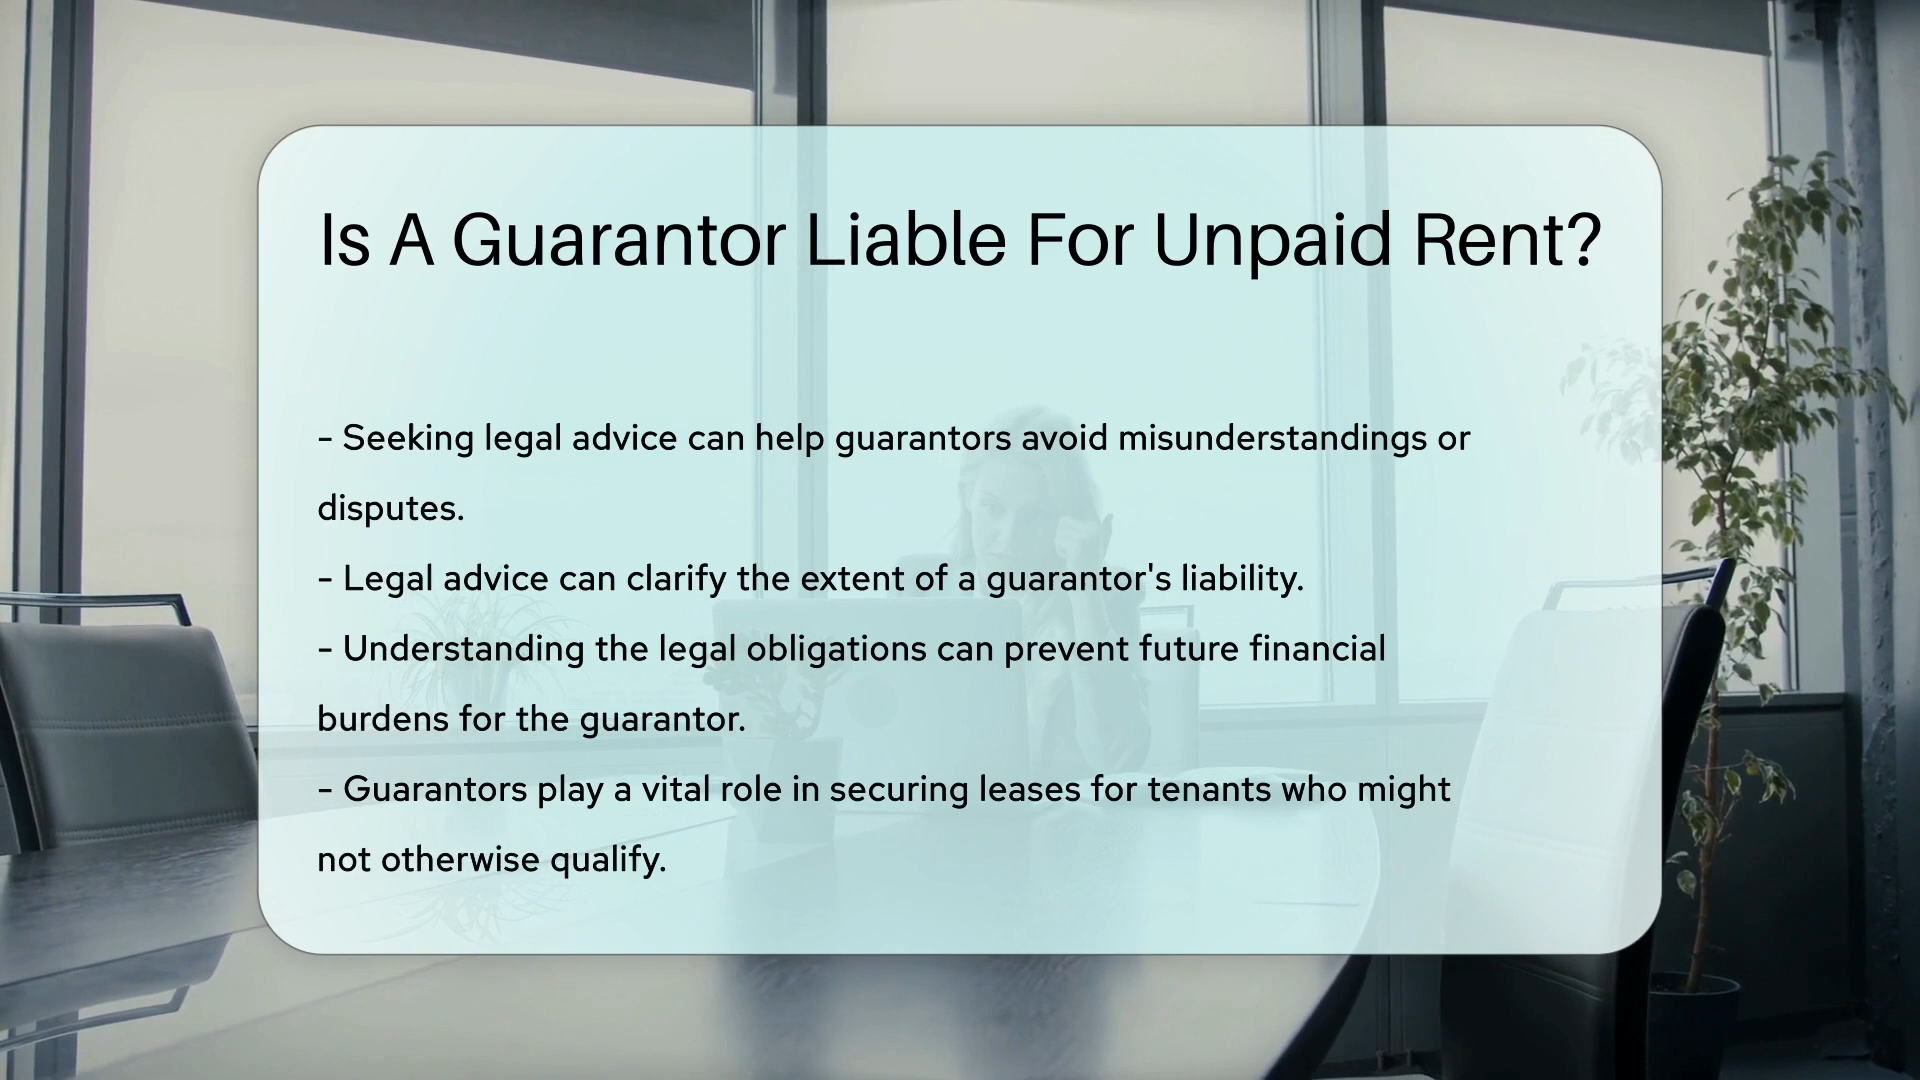 Is A Guarantor Liable For Unpaid Rent?
- Seeking legal advice can help guarantors avoid misunderstandings or
disputes.
- Legal advice can clarify the extent of a guarantor's liability.
- Understanding the legal obligations can prevent future financial
burdens for the guarantor.
- Guarantors play a vital role in securing leases for tenants who might
not otherwise qualify.